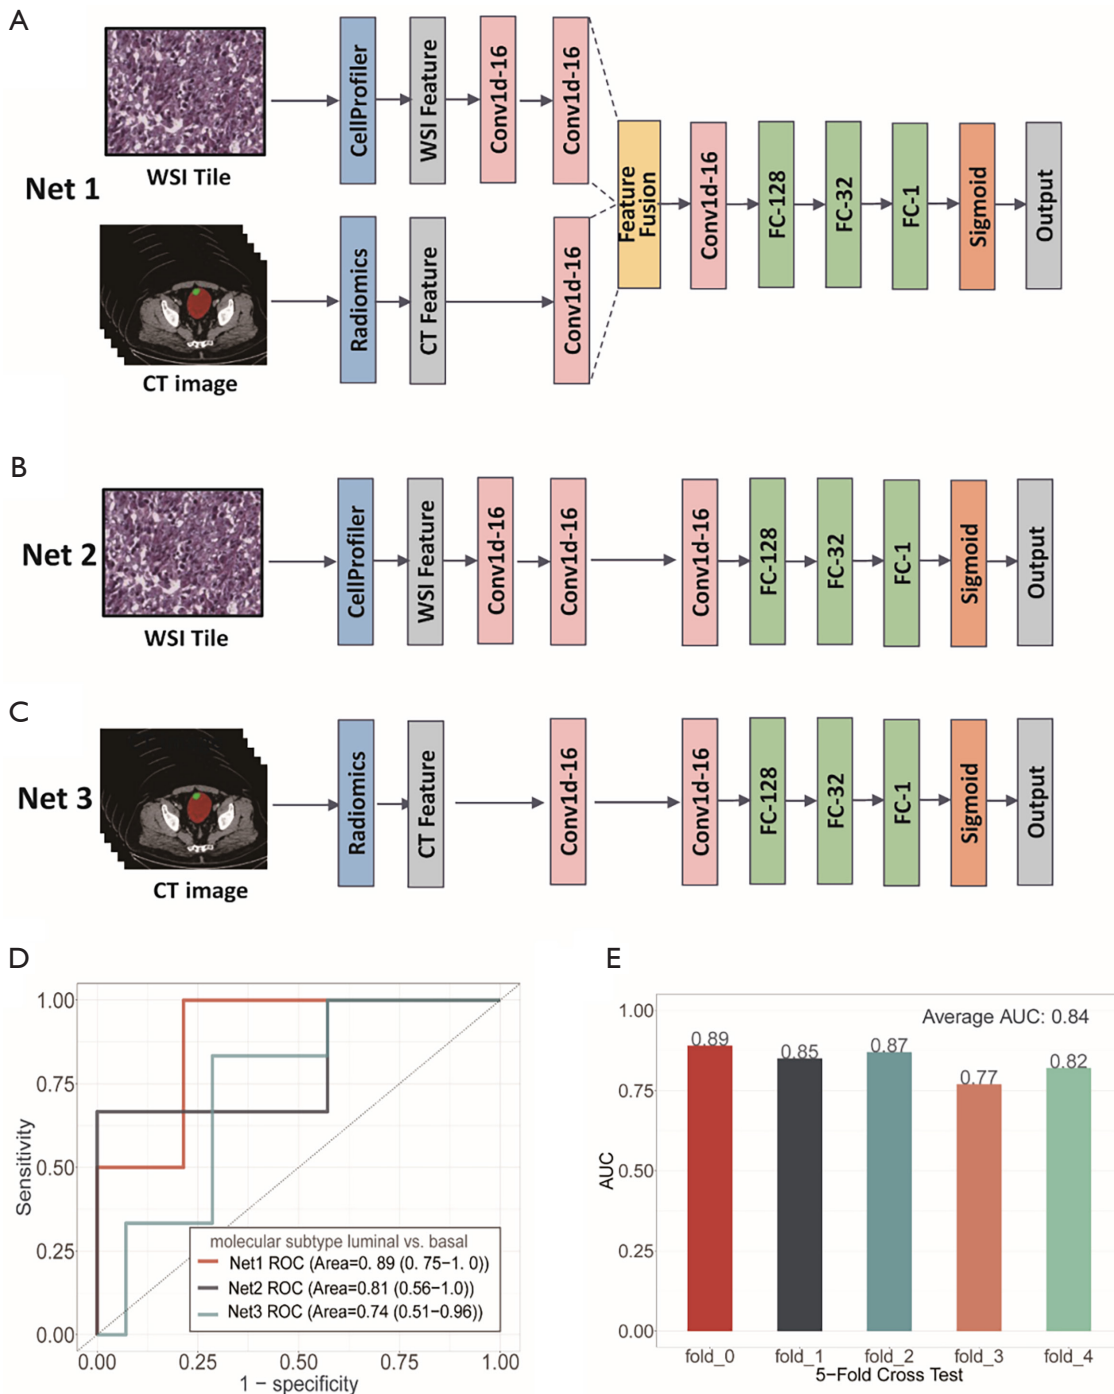 A
Net 1
WSI Tile
CellProfiler
WSI Feature
Conv1d-16
Conv1d-16
CT image
Radiomics
CT Feature
Conv1d-16
Feature
Fusion
Conv1d-16
FC-128
FC-32
FC-1
Sigmoid
Output
B
Net 2
WSI Tile
CellProfiler
WSI Feature
Conv1d-16
Conv1d-16
Conv1d-16
FC-128
FC-32
FC-1
Sigmoid
Output
C
Net 3
CT image
Radiomics
CT Feature
Conv1d-16
Conv1d-16
FC-128
FC-32
FC-1
Sigmoid
Output
D
Sensitivity
1.00
0.75
0.50
0.25
0.00
molecular subtype luminal vs. basal
Net1 ROC (Area=0. 89 (0. 75−1. 0))
Net2 ROC (Area=0.81 (0.56−1.0))
Net3 ROC (Area=0.74 (0.51−0.96))
0.00 0.25 0.50 0.75 1.00
1 − specificity
E
AUC
1.00
0.75
0.50
0.25
0.00
Average AUC: 0.84
0.89 0.85 0.87 0.77 0.82
fold_0 fold_1 fold_2 fold_3 fold_4
5-Fold Cross Test